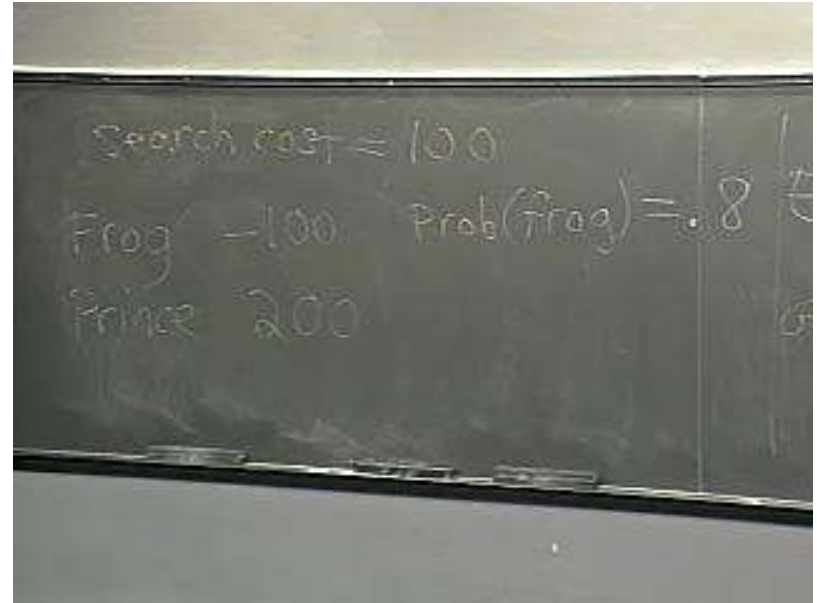 Search cost = 100
Frog -100 Prob(frog) = .8
Prince 200